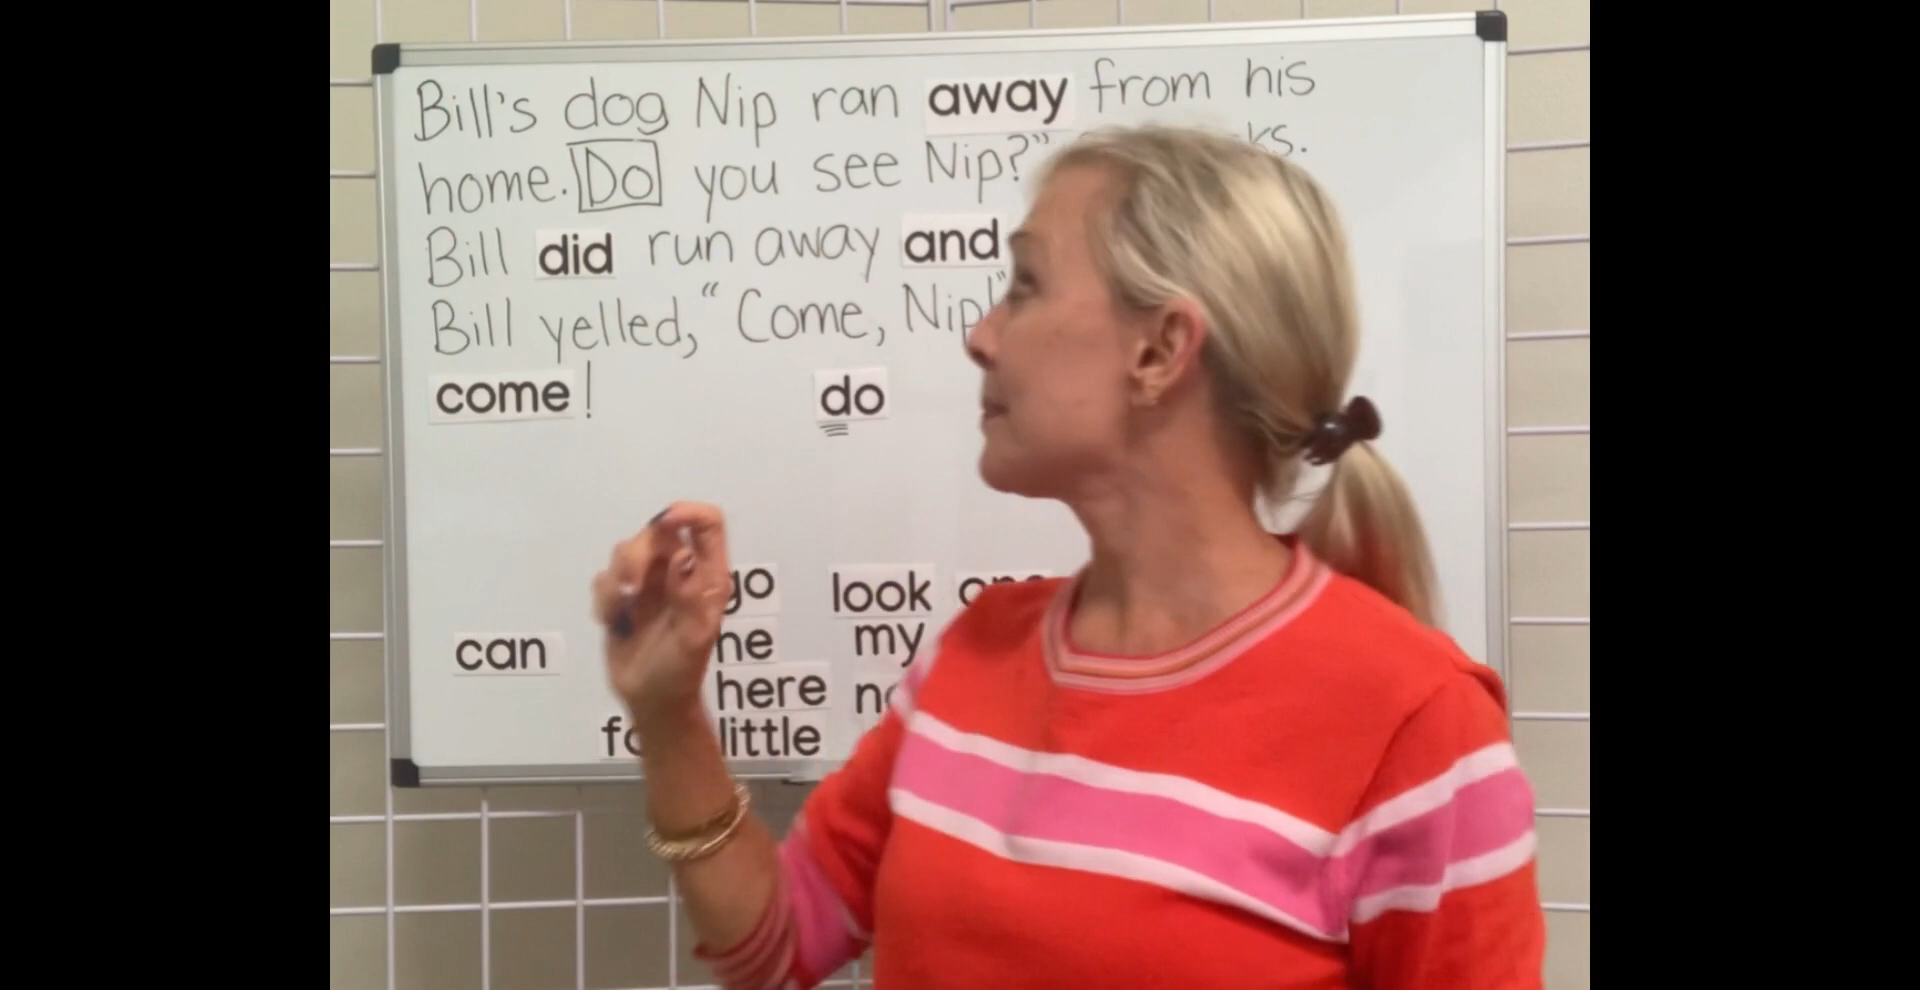 Bill's dog Nip ran away from his
home. Do you see Nip?"
Bill did run away and
Bill yelled, "Come, Nip!"
come! do
go look
can he my
here
little